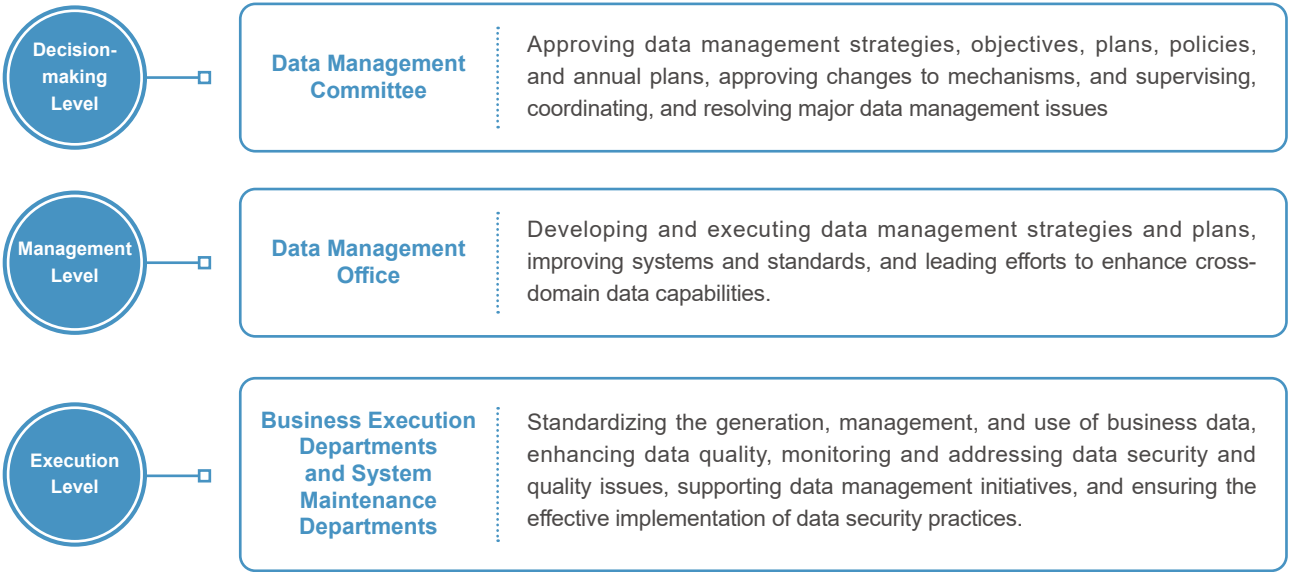 Decision-
making
Level
Data Management
Committee
Approving data management strategies, objectives, plans, policies,
and annual plans, approving changes to mechanisms, and supervising,
coordinating, and resolving major data management issues
Management
Level
Data Management
Office
Developing and executing data management strategies and plans,
improving systems and standards, and leading efforts to enhance cross-
domain data capabilities.
Execution
Level
Business Execution
Departments
and System
Maintenance
Departments
Standardizing the generation, management, and use of business data,
enhancing data quality, monitoring and addressing data security and
quality issues, supporting data management initiatives, and ensuring the
effective implementation of data security practices.